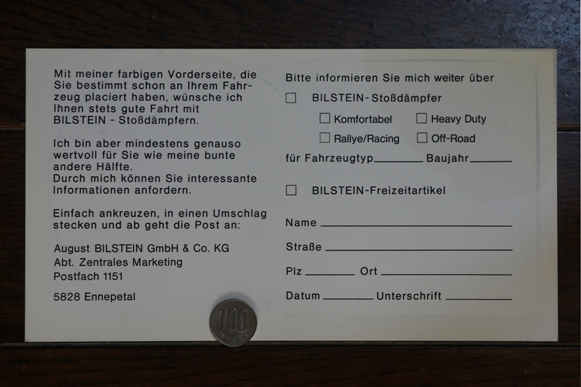 Mit meiner farbigen Vorderseite, die
Sie bestimmt schon an Ihrem Fahr-
zeug placiert haben, wünsche ich
Ihnen stets gute Fahrt mit
BILSTEIN - Stoßdämpfern.
Ich bin aber mindestens genauso
wertvoll für Sie wie meine bunte
andere Hälfte.
Durch mich können Sie interessante
Informationen anfordern.
Einfach ankreuzen, in einen Umschlag
stecken und ab geht die Post an:
August BILSTEIN GmbH & Co. KG
Abt. Zentrales Marketing
Postfach 1151
5828 Ennepetal
Bitte informieren Sie mich weiter über
BILSTEIN-Stoßdämpfer
Komfortabel Heavy Duty
Rallye/Racing Off-Road
für Fahrzeugtyp Baujahr
BILSTEIN-Freizeitartikel
Name
Straße
Plz Ort
Datum Unterschrift
100